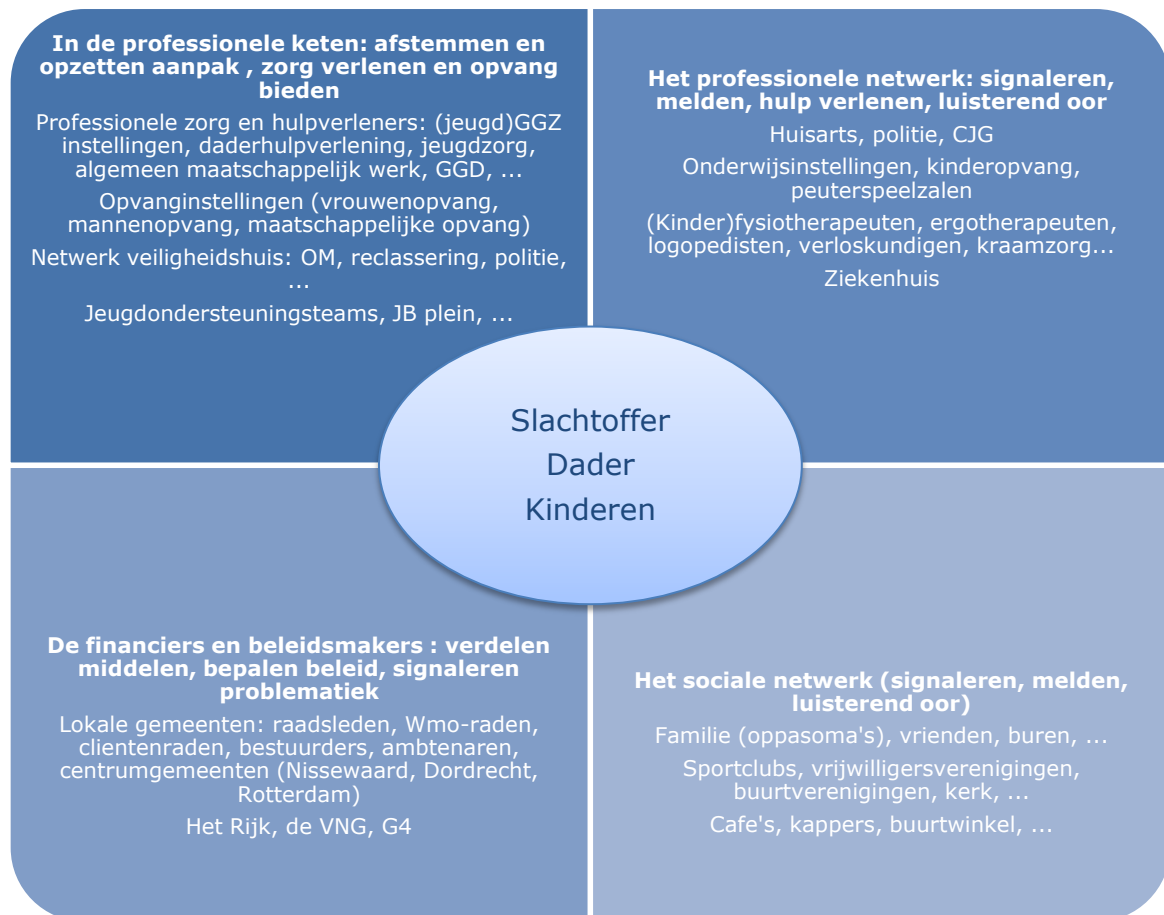 In de professionele keten: afstemmen en
opzetten aanpak , zorg verlenen en opvang
bieden
Professionele zorg en hulpverleners: (jeugd)GGZ
instellingen, daderhulpverlening, jeugdzorg,
algemeen maatschappelijk werk, GGD, ...
Opvanginstellingen (vrouwenopvang,
mannenopvang, maatschappelijke opvang)
Netwerk veiligheidshuis: OM, reclassering, politie,
...
Jeugdondersteuningsteams, JB plein, ...
Het professionele netwerk: signaleren,
melden, hulp verlenen, luisterend oor
Huisarts, politie, CJG
Onderwijsinstellingen, kinderopvang,
peuterspeelzalen
(Kinder)fysiotherapeuten, ergotherapeuten,
logopedisten, verloskundigen, kraamzorg...
Ziekenhuis
Slachtoffer
Dader
Kinderen
De financiers en beleidsmakers : verdelen
middelen, bepalen beleid, signaleren
problematiek
Lokale gemeenten: raadsleden, Wmo-raden,
clientenraden, bestuurders, ambtenaren,
centrumgemeenten (Nissewaard, Dordrecht,
Rotterdam)
Het Rijk, de VNG, G4
Het sociale netwerk (signaleren, melden,
luisterend oor)
Familie (oppasoma's), vrienden, buren, ...
Sportclubs, vrijwilligersverenigingen,
buurtverenigingen, kerk, ...
Cafe's, kappers, buurtwinkel, ...